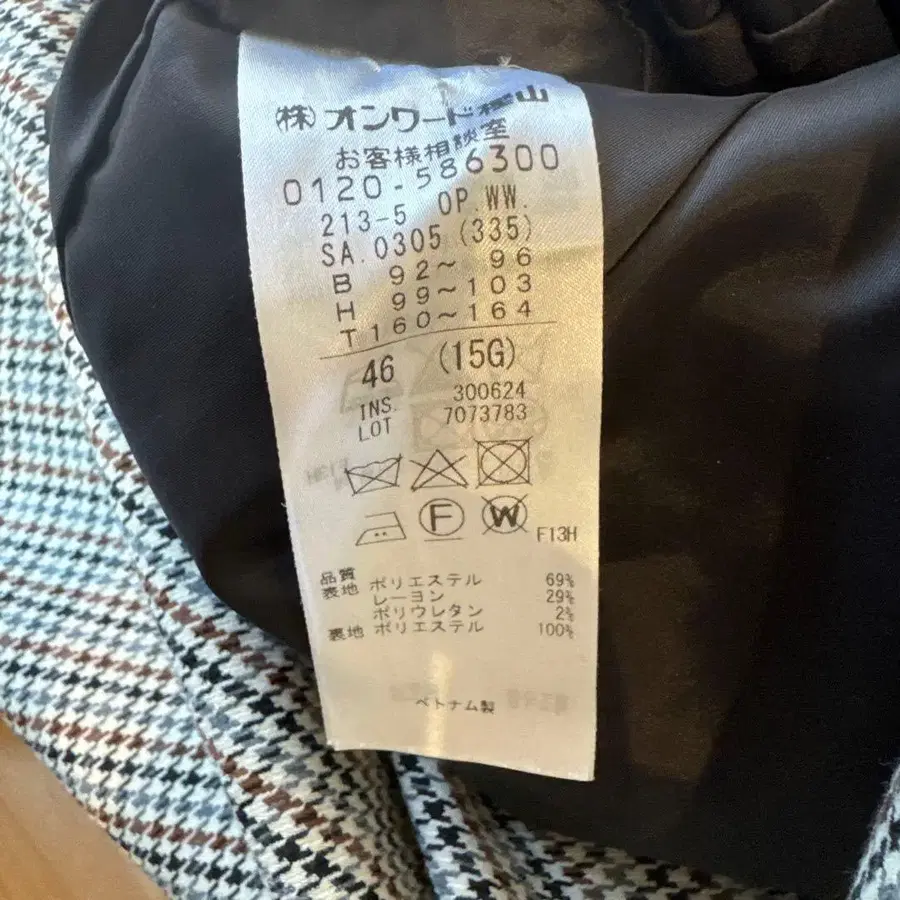 (株)オンワード樫山
お客様相談室
0120-586300
213-5 OP.WW.
SA.0305 (335)
B 92~ 96
H 99~103
T 160~164
46 (15G)
INS. 300624
LOT 7073783
F
W
F13H
品質
表地 ポリエステル 69%
レーヨン 29%
ポリウレタン 2%
裏地 ポリエステル 100%
ベトナム製